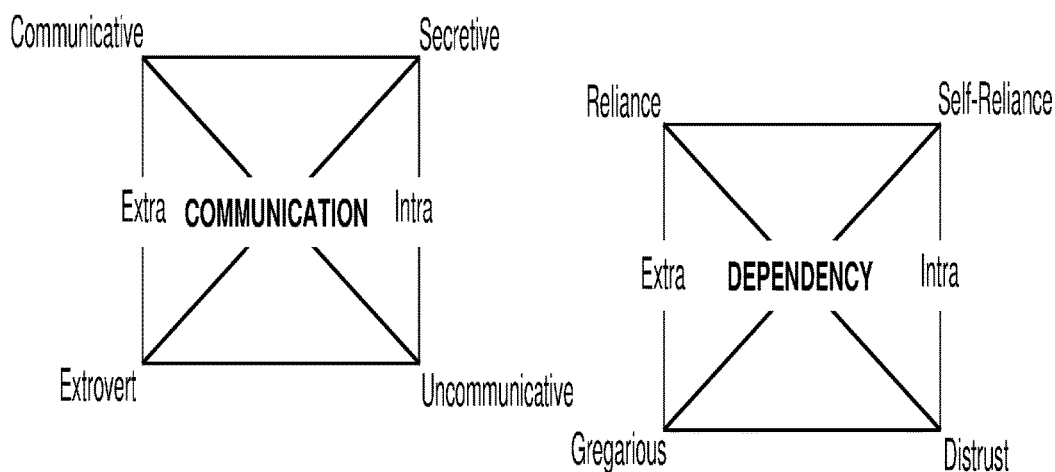 Communicative Secretive
Extra COMMUNICATION Intra
Extrovert Uncommunicative
Reliance Self-Reliance
Extra DEPENDENCY Intra
Gregarious Distrust